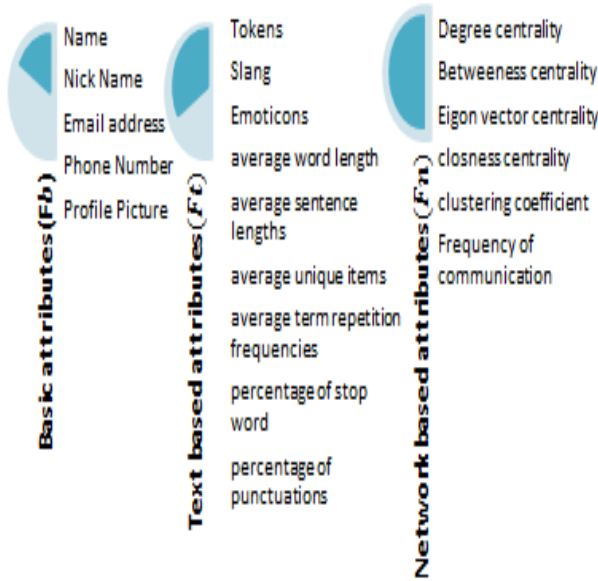 Basic attributes(Fb)
Name
Nick Name
Email address
Phone Number
Profile Picture
Text based attributes(Ft)
Tokens
Slang
Emoticons
average word length
average sentence
lengths
average unique items
average term repetition
frequencies
percentage of stop
word
percentage of
punctuations
Network based attributes(Fn)
Degree centrality
Betweeness centrality
Eigon vector centrality
closness centrality
clustering coefficient
Frequency of
communication